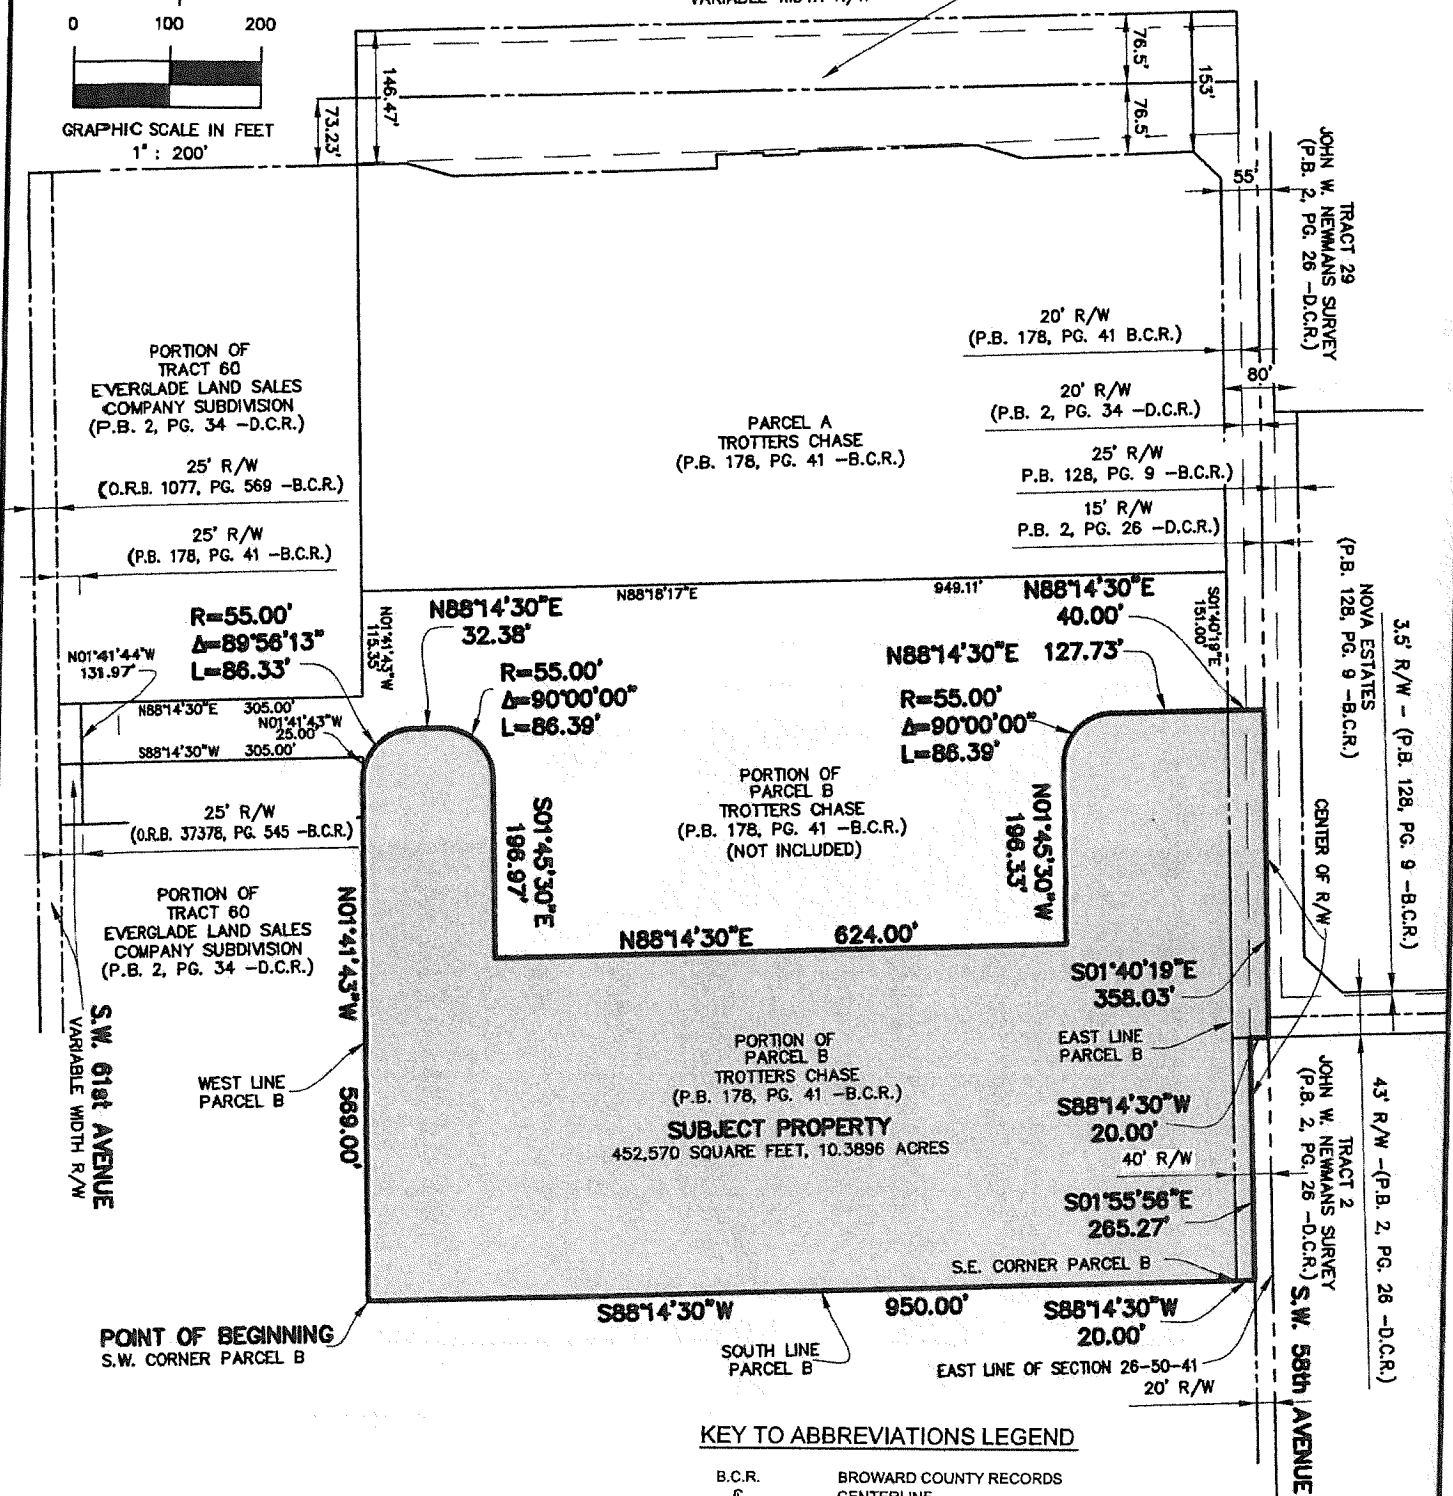 0 100 200
GRAPHIC SCALE IN FEET
1" : 200'
146.47'
73.23'
76.5'
153'
76.5'
55'
TRACT 29
JOHN W. NEWMANS SURVEY
(P.B. 2, PG. 26 -D.C.R.)
20' R/W
(P.B. 178, PG. 41 B.C.R.)
80'
20' R/W
(P.B. 2, PG. 34 -D.C.R.)
25' R/W
P.B. 128, PG. 9 -B.C.R.)
15' R/W
P.B. 2, PG. 26 -D.C.R.)
PORTION OF
TRACT 60
EVERGLADE LAND SALES
COMPANY SUBDIVISION
(P.B. 2, PG. 34 -D.C.R.)
25' R/W
(O.R.B. 1077, PG. 569 -B.C.R.)
25' R/W
(P.B. 178, PG. 41 -B.C.R.)
PARCEL A
TROTTERS CHASE
(P.B. 178, PG. 41 -B.C.R.)
NOVA ESTATES
(P.B. 128, PG. 9 -B.C.R.)
3.5' R/W - (P.B. 128, PG. 9 -B.C.R.)
N88°18'17"E 949.11'
N88°14'30"E
40.00'
S01°40'19"E
151.00'
R=55.00'
Δ=89°56'13"
L=86.33'
N01°41'43"W
115.35'
N88°14'30"E
32.38'
R=55.00'
Δ=90°00'00"
L=86.39'
N88°14'30"E 127.73'
R=55.00'
Δ=90°00'00"
L=86.39'
N01°41'44"W
131.97'
N88°14'30"E 305.00'
N01°41'43"W
25.00'
S88°14'30"W 305.00'
25' R/W
(O.R.B. 37378, PG. 545 -B.C.R.)
PORTION OF
PARCEL B
TROTTERS CHASE
(P.B. 178, PG. 41 -B.C.R.)
(NOT INCLUDED)
S01°45'30"E
196.97'
N01°45'30"W
196.33'
CENTER OF R/W
PORTION OF
TRACT 60
EVERGLADE LAND SALES
COMPANY SUBDIVISION
(P.B. 2, PG. 34 -D.C.R.)
N01°41'43"W 569.00'
N88°14'30"E 624.00'
S01°40'19"E
358.03'
EAST LINE
PARCEL B
S.W. 61st AVENUE
VARIABLE WIDTH R/W
WEST LINE
PARCEL B
PORTION OF
PARCEL B
TROTTERS CHASE
(P.B. 178, PG. 41 -B.C.R.)
SUBJECT PROPERTY
452,570 SQUARE FEET, 10.3896 ACRES
S88°14'30"W
20.00'
40' R/W
S01°55'56"E
265.27'
S.E. CORNER PARCEL B
TRACT 2
JOHN W. NEWMANS SURVEY
(P.B. 2, PG. 26 -D.C.R.)
43' R/W -(P.B. 2, PG. 26 -D.C.R.)
S88°14'30"W 950.00'
S88°14'30"W
20.00'
POINT OF BEGINNING
S.W. CORNER PARCEL B
SOUTH LINE
PARCEL B
EAST LINE OF SECTION 26-50-41
20' R/W
S.W. 58th AVENUE
KEY TO ABBREVIATIONS LEGEND
B.C.R. BROWARD COUNTY RECORDS